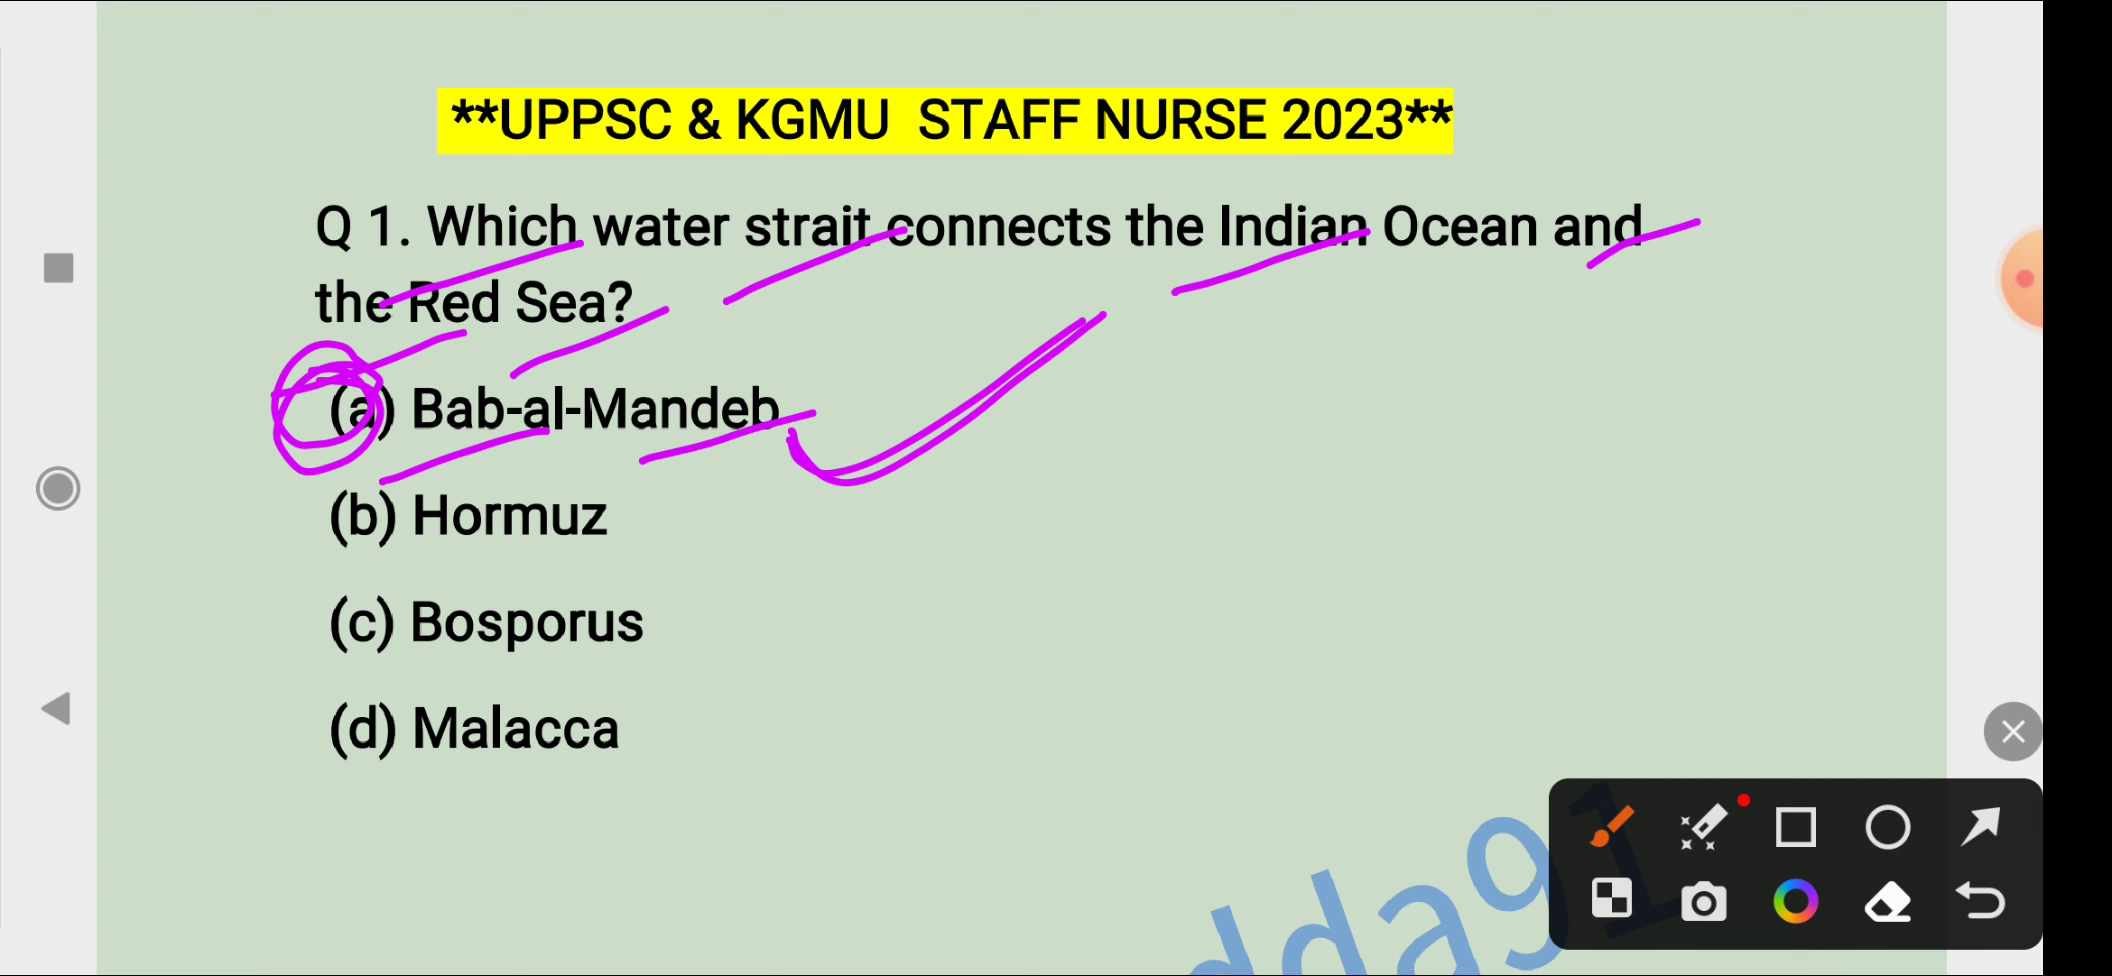 **UPPSC & KGMU STAFF NURSE 2023**
Q 1. Which water strait connects the Indian Ocean and
the Red Sea?
(a) Bab-al-Mandeb
(b) Hormuz
(c) Bosporus
(d) Malacca
dda91